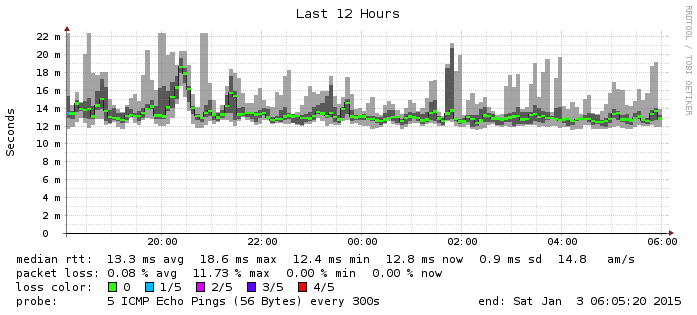 Last 12 Hours
RRDTOOL / TOBI OETIKER
Seconds
22 m
20 m
18 m
16 m
14 m
12 m
10 m
8 m
6 m
4 m
2 m
0
20:00 22:00 00:00 02:00 04:00 06:00
median rtt: 13.3 ms avg 18.6 ms max 12.4 ms min 12.8 ms now 0.9 ms sd 14.8 am/s
packet loss: 0.08 % avg 11.73 % max 0.00 % min 0.00 % now
loss color: 0 1/5 2/5 3/5 4/5
probe: 5 ICMP Echo Pings (56 Bytes) every 300s end: Sat Jan 3 06:05:20 2015